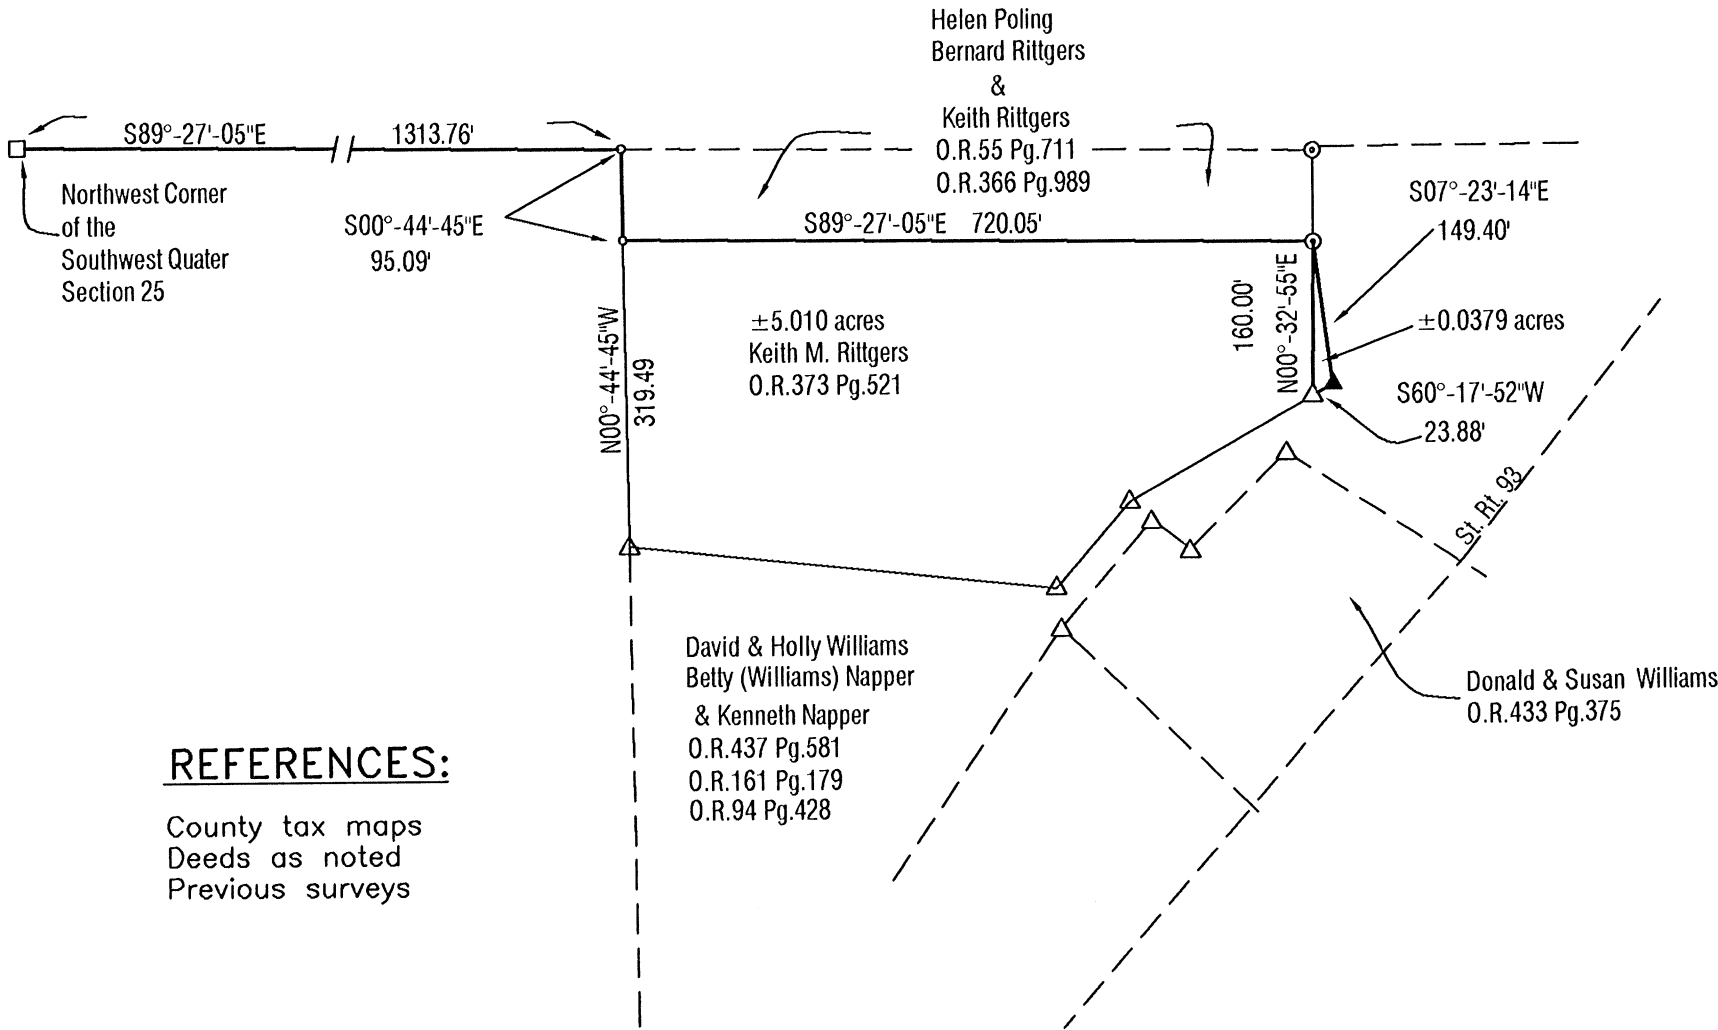 Helen Poling
Bernard Rittgers
&
Keith Rittgers
O.R.55 Pg.711
O.R.366 Pg.989
S89°-27'-05"E 1313.76'
Northwest Corner
of the
Southwest Quater
Section 25
S00°-44'-45"E
95.09'
S89°-27'-05"E 720.05'
S07°-23'-14"E
149.40'
N00°-44'-45"W
319.49
±5.010 acres
Keith M. Rittgers
O.R.373 Pg.521
160.00'
N00°-32'-55"E
±0.0379 acres
S60°-17'-52"W
23.88'
St. Rt. 93
David & Holly Williams
Betty (Williams) Napper
& Kenneth Napper
O.R.437 Pg.581
O.R.161 Pg.179
O.R.94 Pg.428
Donald & Susan Williams
O.R.433 Pg.375
REFERENCES:
County tax maps
Deeds as noted
Previous surveys